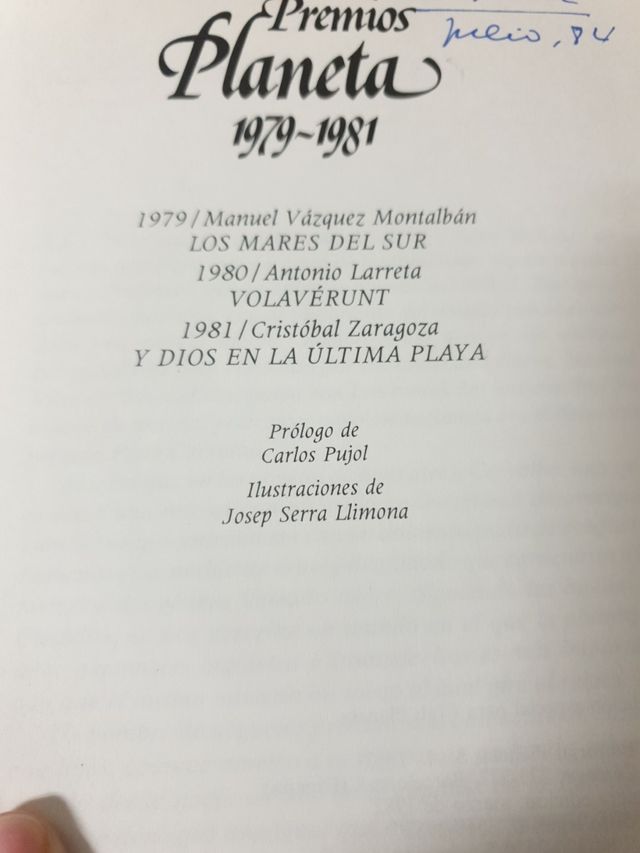 Premios
Julio, 84
Planeta
1979~1981
1979/Manuel Vázquez Montalbán
LOS MARES DEL SUR
1980/Antonio Larreta
VOLAVÉRUNT
1981/Cristóbal Zaragoza
Y DIOS EN LA ÚLTIMA PLAYA
Prólogo de
Carlos Pujol
Ilustraciones de
Josep Serra Llimona